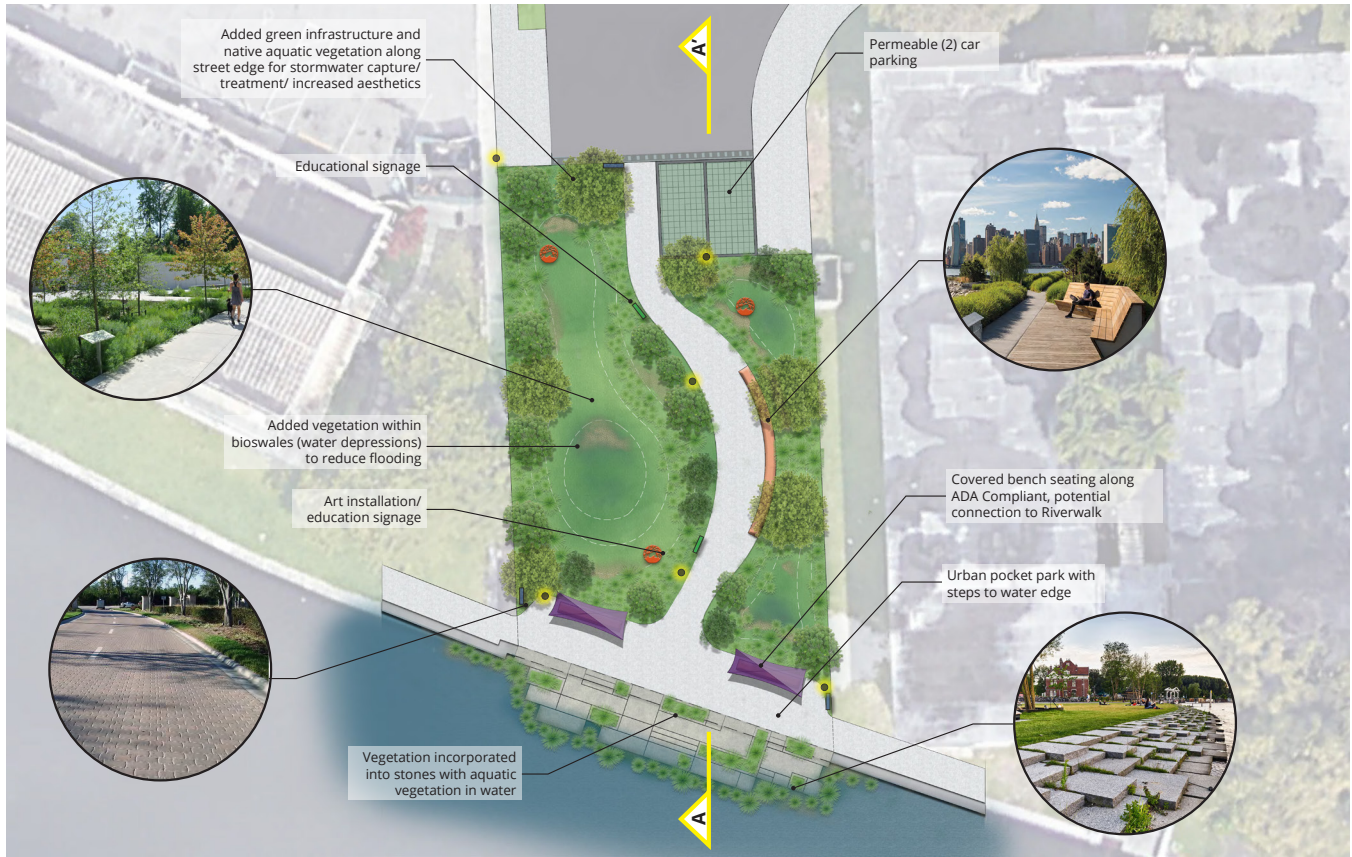 Added green infrastructure and
native aquatic vegetation along
street edge for stormwater capture/
treatment/ increased aesthetics
A'
Permeable (2) car
parking
Educational signage
Added vegetation within
bioswales (water depressions)
to reduce flooding
Art installation/
education signage
Covered bench seating along
ADA Compliant, potential
connection to Riverwalk
Urban pocket park with
steps to water edge
Vegetation incorporated
into stones with aquatic
vegetation in water
A